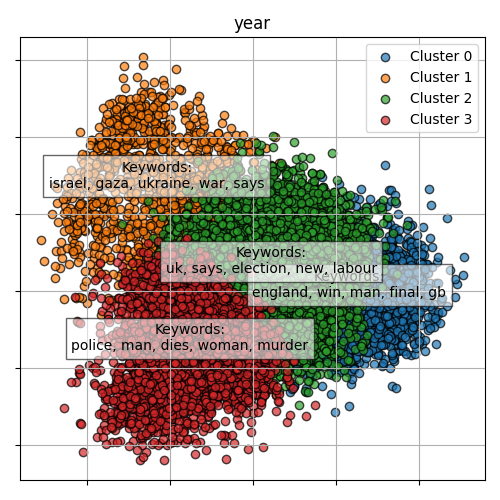 year
Cluster 0
Cluster 1
Cluster 2
Cluster 3
Keywords:
israel, gaza, ukraine, war, says
Keywords:
uk, says, election, new, labour
Keywords:
england, win, man, final, gb
Keywords:
police, man, dies, woman, murder